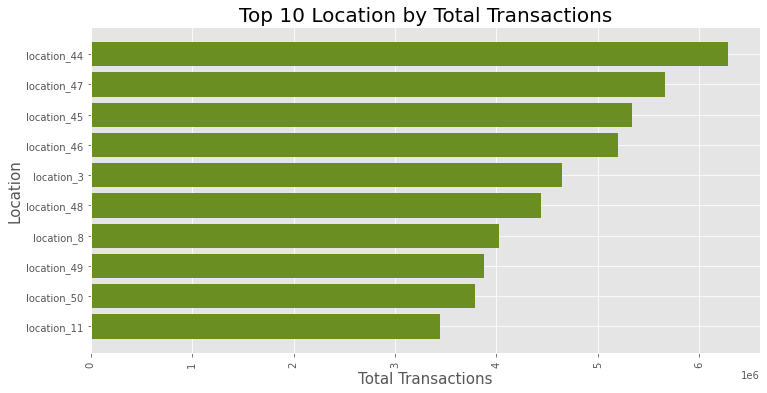 Top 10 Location by Total Transactions
location_44
location_47
location_45
location_46
location_3
location_48
location_8
location_49
location_50
location_11
Location
0 1 2 3 4 5 6
1e6
Total Transactions